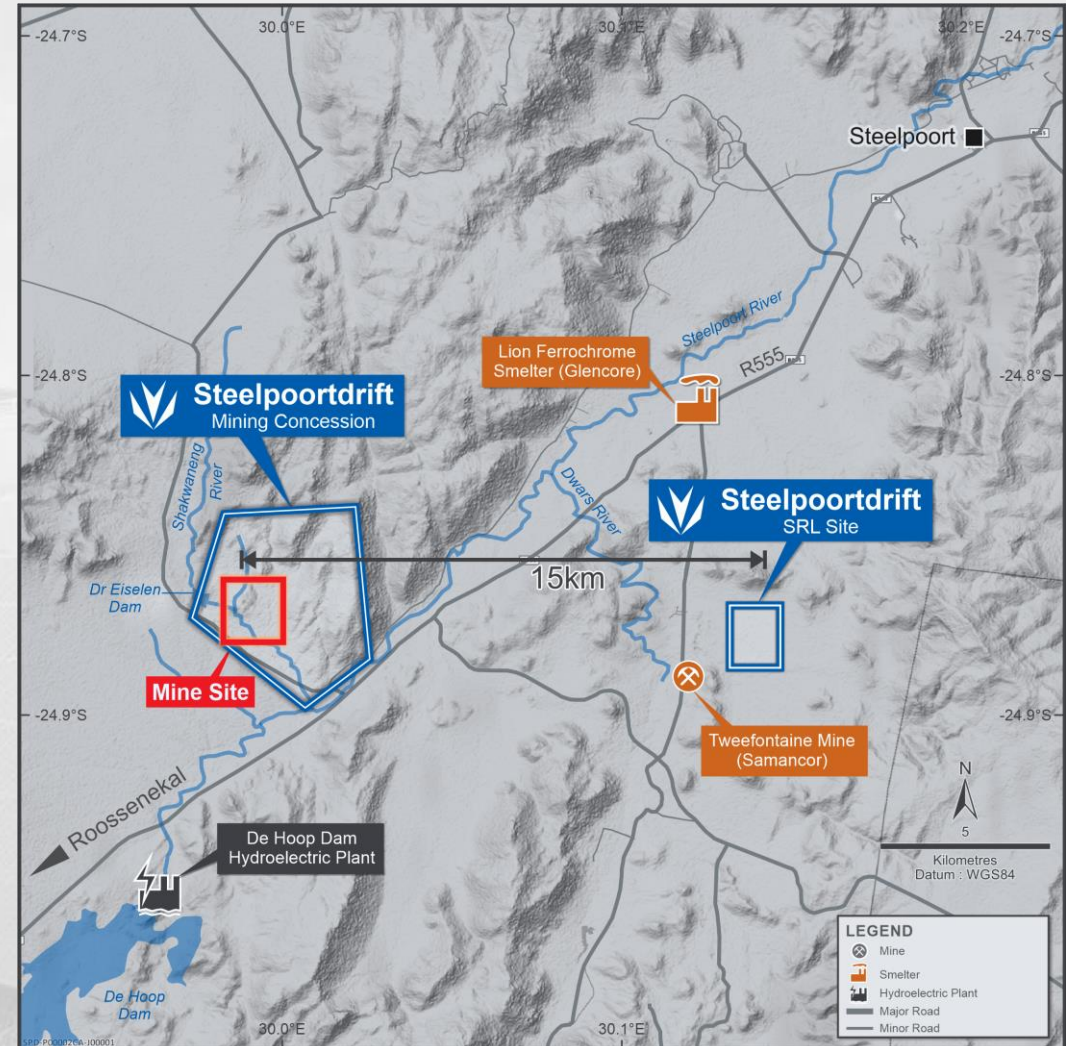 30.0°E
30.1°E
30.2°E
-24.7°S
-24.7°S
Steelpoort
R555
Steelpoort River
Lion Ferrochrome
Smelter (Glencore)
R555
-24.8°S
-24.8°S
Steelpoortdrift
Mining Concession
Shakwaneng
River
Dwars River
Steelpoortdrift
SRL Site
15km
Dr Eiselen
Dam
Mine Site
-24.9°S
-24.9°S
Tweefontaine Mine
(Samancor)
Roossenekal
De Hoop Dam
Hydroelectric Plant
N
5
Kilometres
Datum : WGS84
De Hoop
Dam
LEGEND
Mine
Smelter
Hydroelectric Plant
Major Road
Minor Road
30.0°E
30.1°E